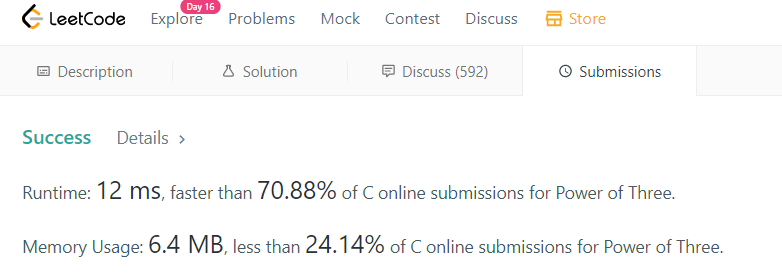 Day 16
LeetCode Explore Problems Mock Contest Discuss Store
Description Solution Discuss (592) Submissions
Success Details >
Runtime: 12 ms, faster than 70.88% of C online submissions for Power of Three.
Memory Usage: 6.4 MB, less than 24.14% of C online submissions for Power of Three.